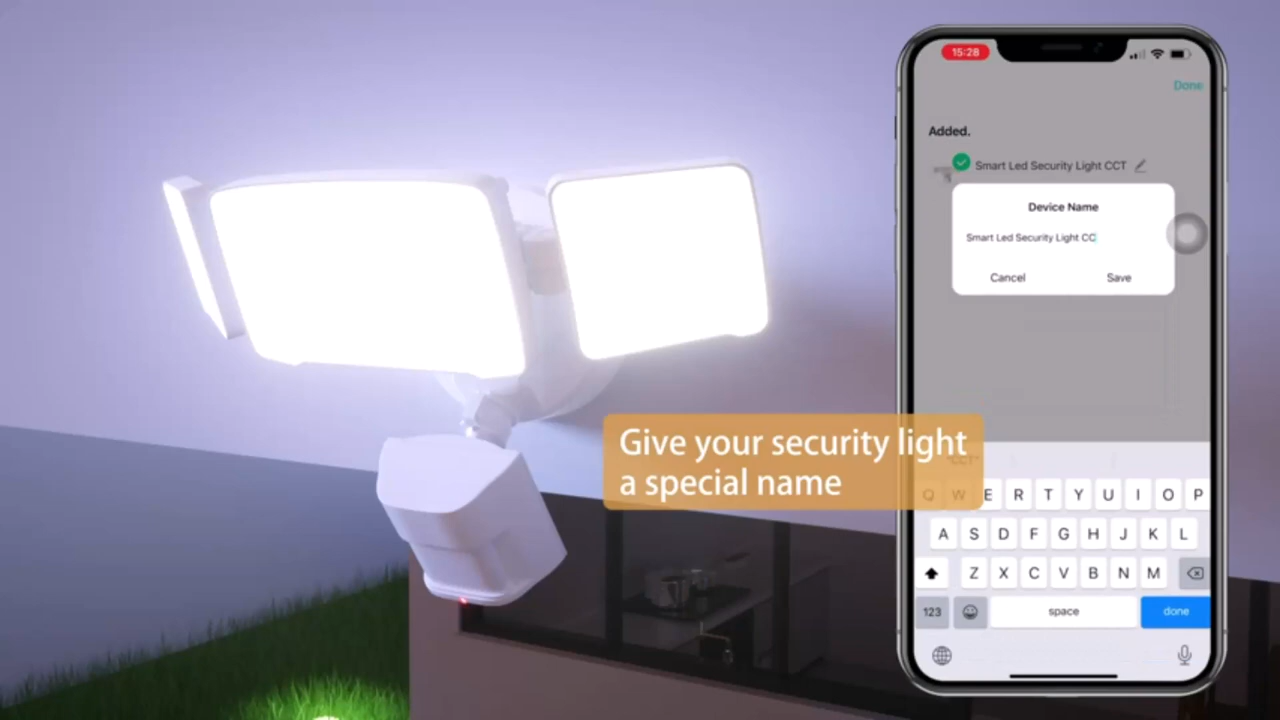 15:28
Done
Added.
Smart Led Security Light CCT
Device Name
Smart Led Security Light CC
Cancel
Save
Give your security light
a special name
"CCT"
Q W E R T Y U I O P
A S D F G H J K L
Z X C V B N M
123
space
done